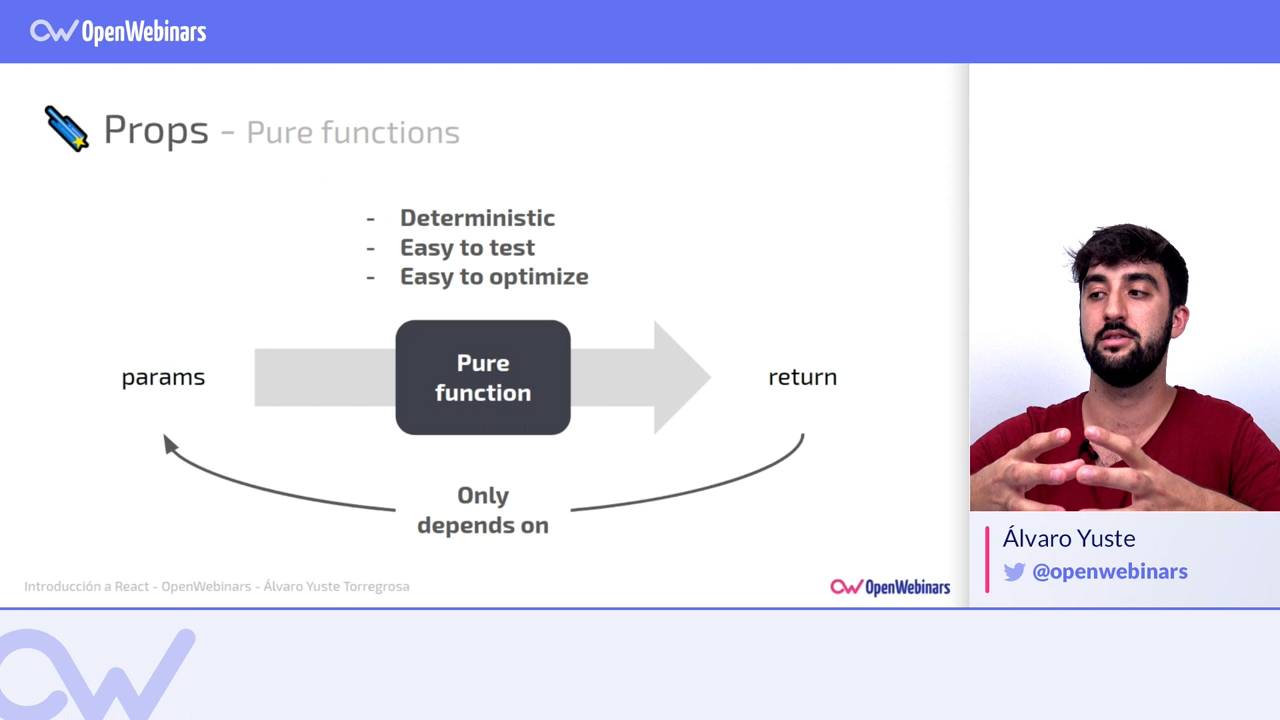 OpenWebinars
Props - Pure functions
- Deterministic
- Easy to test
- Easy to optimize
params
Pure
function
return
Only
depends on
Introducción a React - OpenWebinars - Álvaro Yuste Torregrosa
OpenWebinars
Álvaro Yuste
@openwebinars